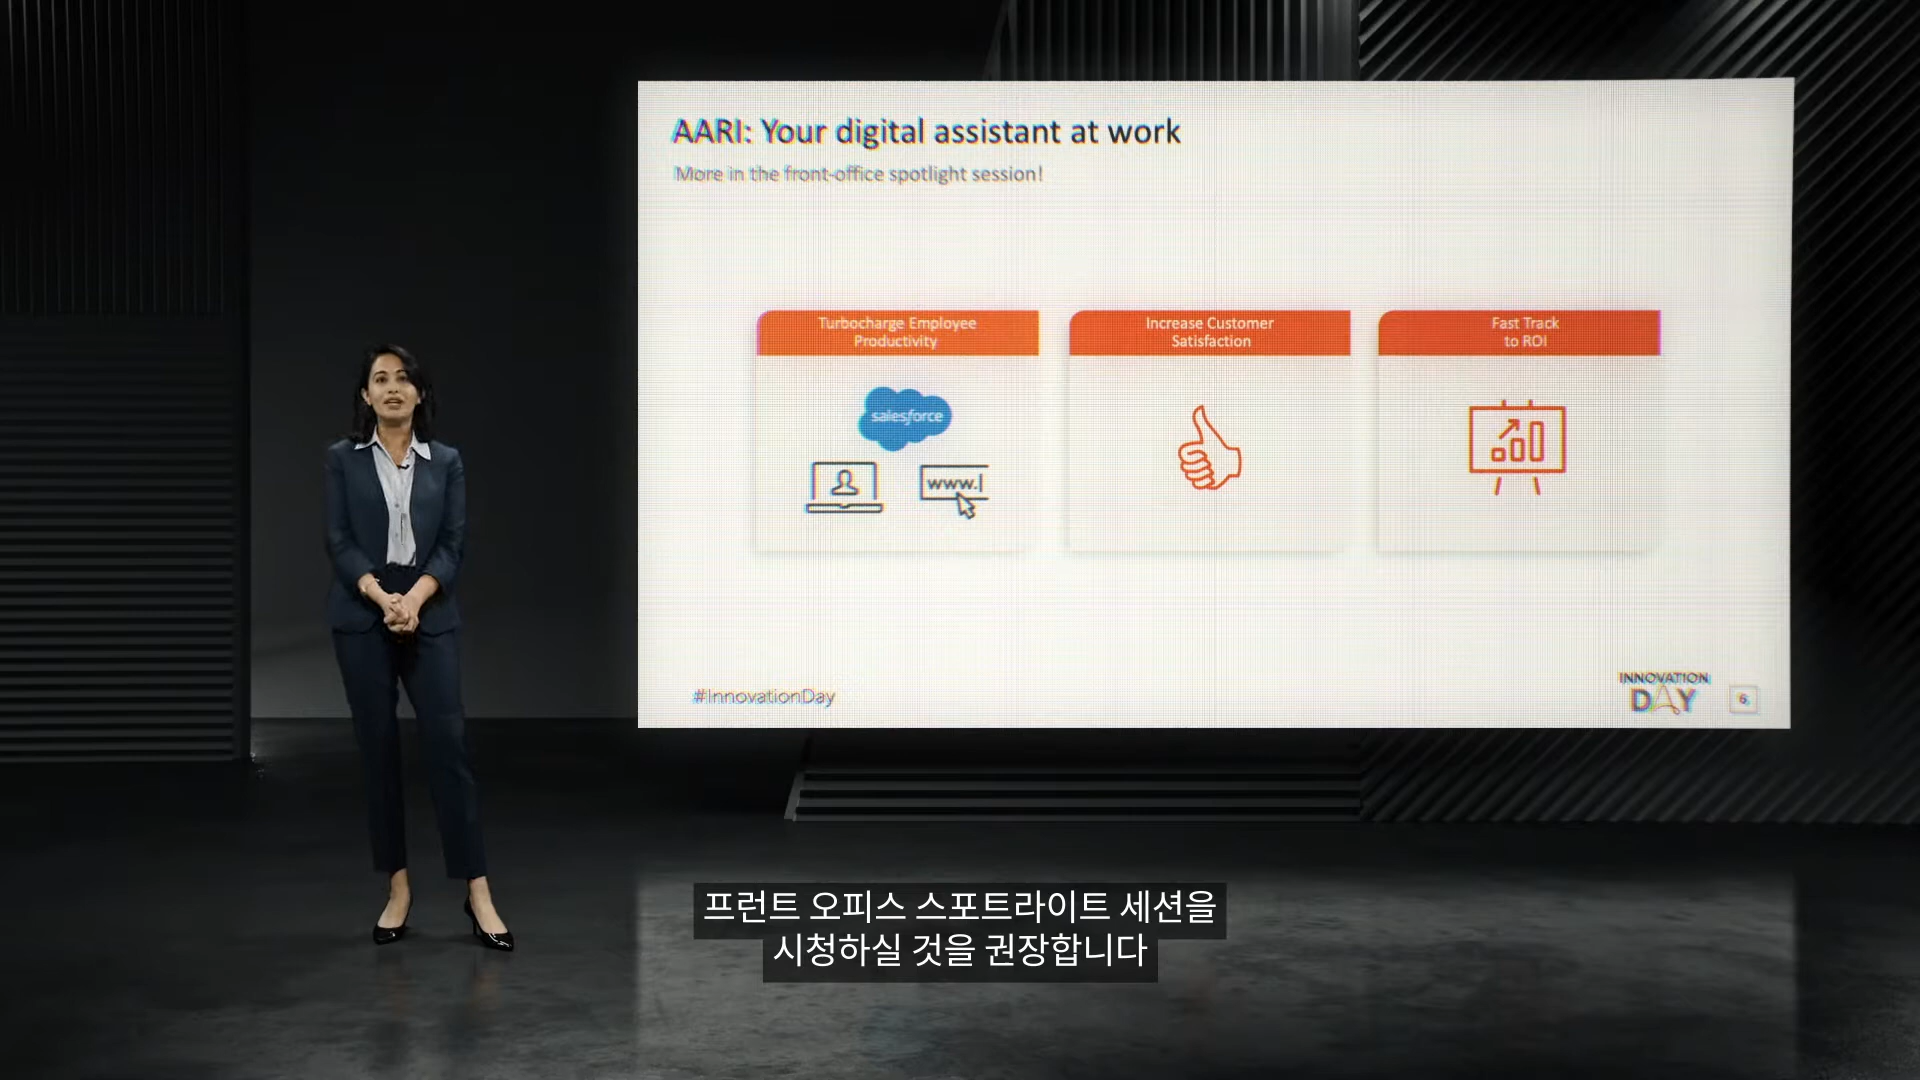 AARI: Your digital assistant at work
More in the front-office spotlight session!
Turbocharge Employee
Productivity
salesforce
www.|
Increase Customer
Satisfaction
Fast Track
to ROI
#InnovationDay
INNOVATION
DAY
6
프런트 오피스 스포트라이트 세션을
시청하실 것을 권장합니다